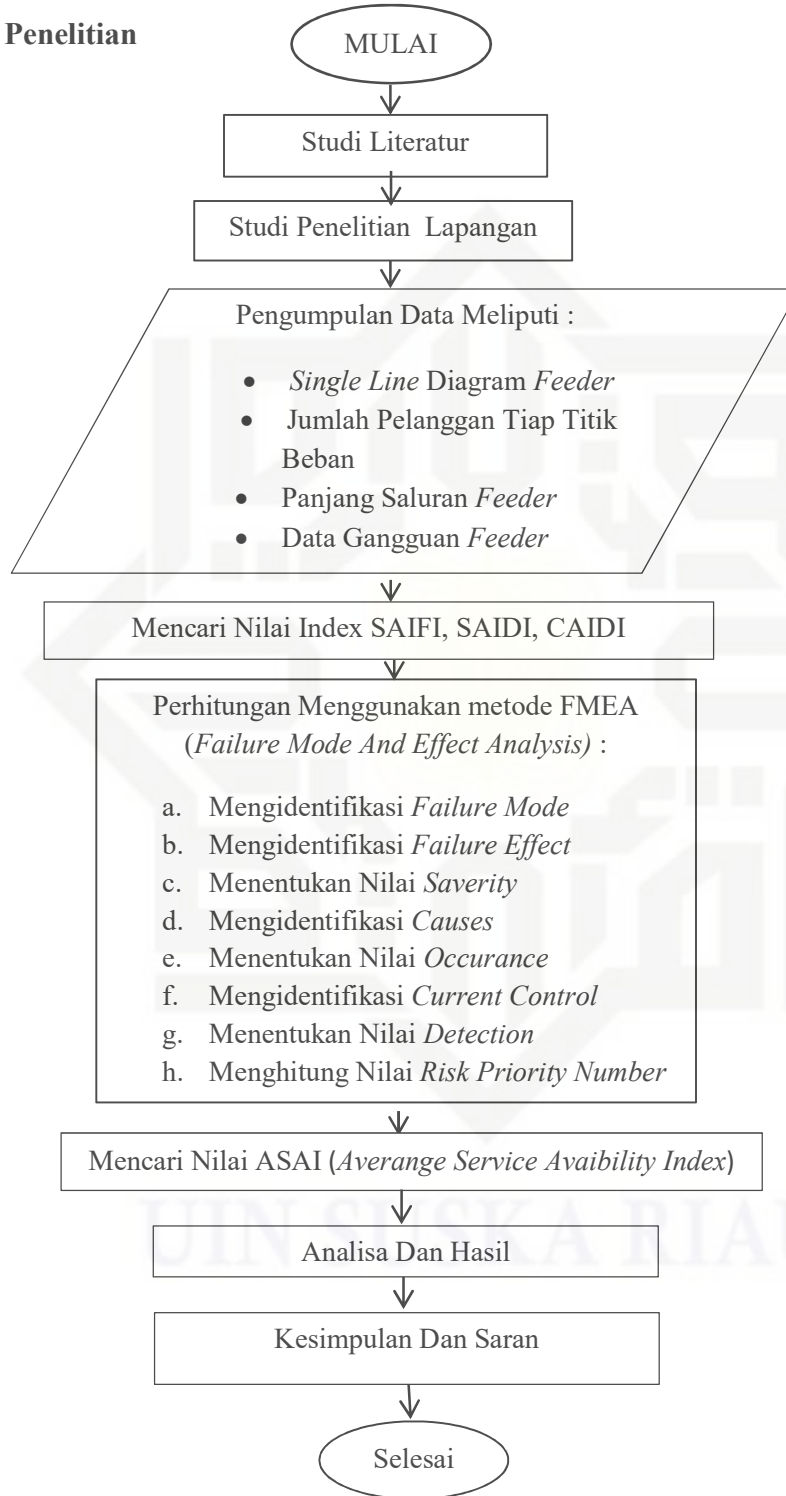 Penelitian
MULAI
Studi Literatur
Studi Penelitian Lapangan
Pengumpulan Data Meliputi :
• Single Line Diagram Feeder
• Jumlah Pelanggan Tiap Titik
Beban
• Panjang Saluran Feeder
• Data Gangguan Feeder
Mencari Nilai Index SAIFI, SAIDI, CAIDI
Perhitungan Menggunakan metode FMEA
(Failure Mode And Effect Analysis) :
a. Mengidentifikasi Failure Mode
b. Mengidentifikasi Failure Effect
c. Menentukan Nilai Saverity
d. Mengidentifikasi Causes
e. Menentukan Nilai Occurance
f. Mengidentifikasi Current Control
g. Menentukan Nilai Detection
h. Menghitung Nilai Risk Priority Number
Mencari Nilai ASAI (Averange Service Avaibility Index)
UIN SUSKA RIAU
Analisa Dan Hasil
Kesimpulan Dan Saran
Selesai